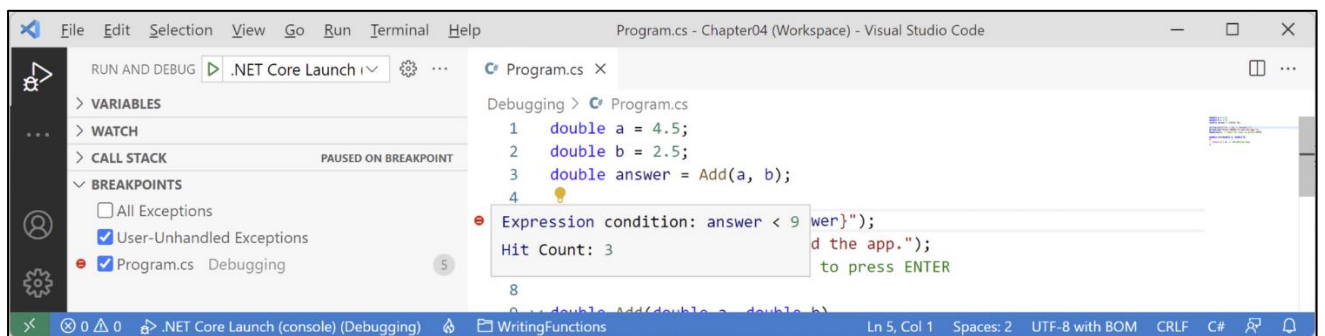 File Edit Selection View Go Run Terminal Help Program.cs - Chapter04 (Workspace) - Visual Studio Code
RUN AND DEBUG .NET Core Launch
VARIABLES
WATCH
CALL STACK PAUSED ON BREAKPOINT
BREAKPOINTS
All Exceptions
User-Unhandled Exceptions
Program.cs Debugging 5
Program.cs
Debugging > Program.cs
1 double a = 4.5;
2 double b = 2.5;
3 double answer = Add(a, b);
4
Expression condition: answer < 9 wer}");
Hit Count: 3 d the app.");
to press ENTER
8
double Add(double a, double b)
0 0 .NET Core Launch (console) (Debugging) WritingFunctions Ln 5, Col 1 Spaces: 2 UTF-8 with BOM CRLF C#